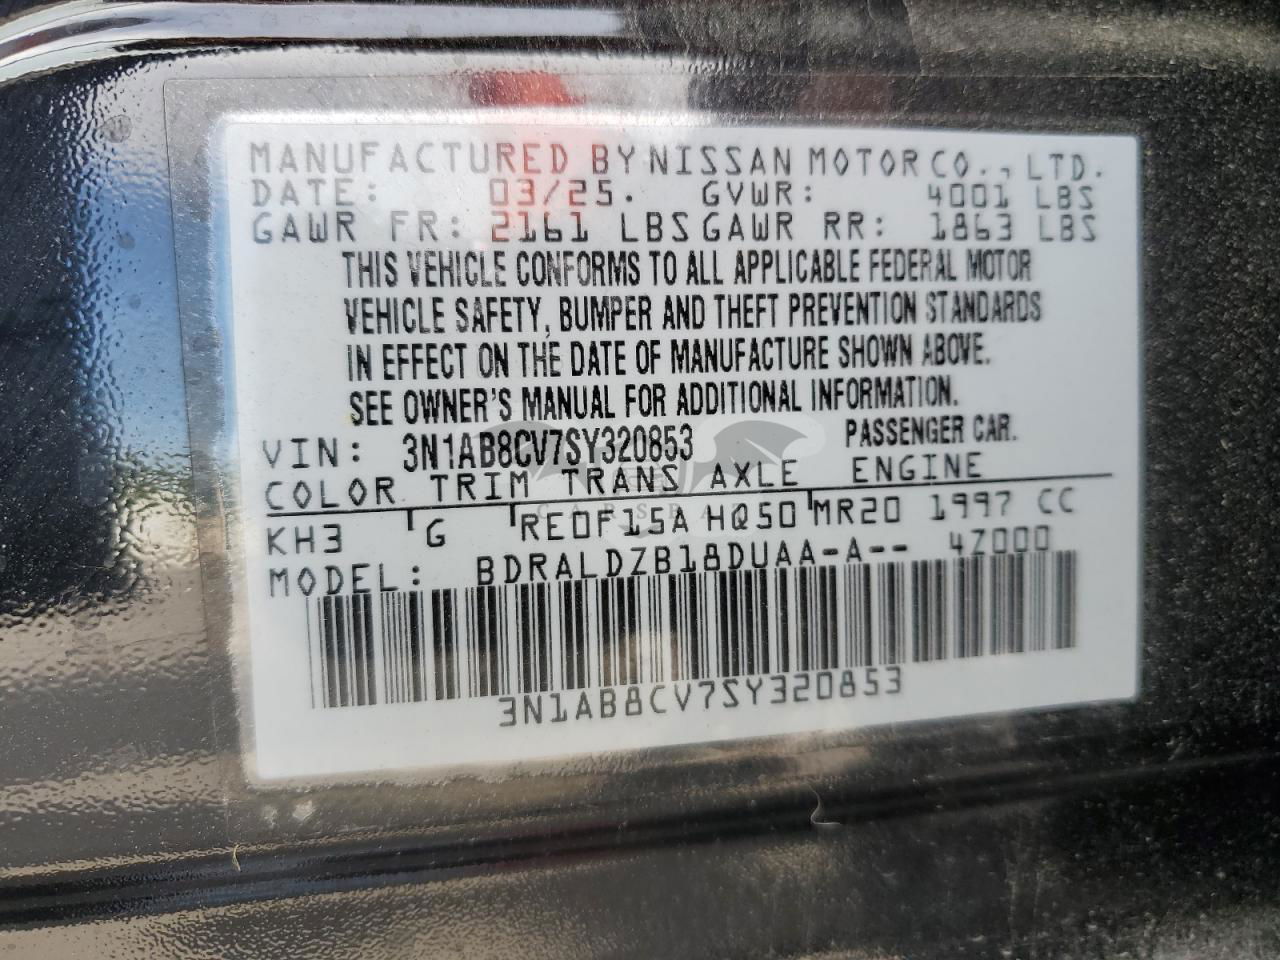 MANUFACTURED BY NISSAN MOTOR CO., LTD.
DATE: 03/25. GVWR: 4001 LBS
GAWR FR: 2161 LBS GAWR RR: 1863 LBS
THIS VEHICLE CONFORMS TO ALL APPLICABLE FEDERAL MOTOR
VEHICLE SAFETY, BUMPER AND THEFT PREVENTION STANDARDS
IN EFFECT ON THE DATE OF MANUFACTURE SHOWN ABOVE.
SEE OWNER'S MANUAL FOR ADDITIONAL INFORMATION.
VIN: 3N1AB8CV7SY320853 PASSENGER CAR.
COLOR TRIM TRANS AXLE ENGINE
KH3 G RE0F15A HQ50 MR20 1997 CC
MODEL: BDRALDZB18DUAA-A-- 4Z000
3N1AB8CV7SY320853